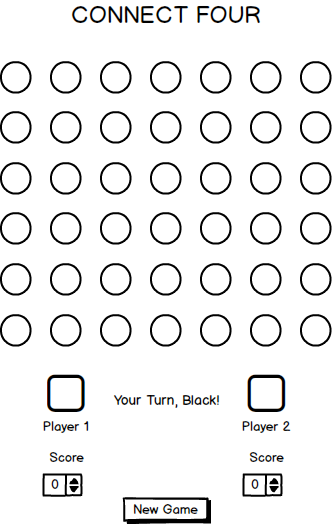 CONNECT FOUR
Your Turn, Black!
Player 1
Player 2
Score
Score
0
0
New Game